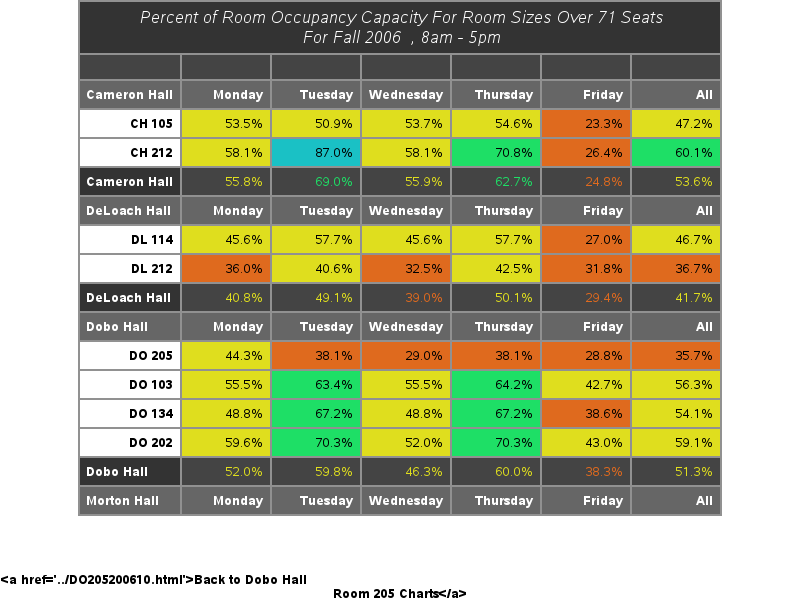 Percent of Room Occupancy Capacity For Room Sizes Over 71 Seats
For Fall 2006 , 8am - 5pm
Cameron Hall Monday Tuesday Wednesday Thursday Friday All
CH 105 53.5% 50.9% 53.7% 54.6% 23.3% 47.2%
CH 212 58.1% 87.0% 58.1% 70.8% 26.4% 60.1%
Cameron Hall 55.8% 69.0% 55.9% 62.7% 24.8% 53.6%
DeLoach Hall Monday Tuesday Wednesday Thursday Friday All
DL 114 45.6% 57.7% 45.6% 57.7% 27.0% 46.7%
DL 212 36.0% 40.6% 32.5% 42.5% 31.8% 36.7%
DeLoach Hall 40.8% 49.1% 39.0% 50.1% 29.4% 41.7%
Dobo Hall Monday Tuesday Wednesday Thursday Friday All
DO 205 44.3% 38.1% 29.0% 38.1% 28.8% 35.7%
DO 103 55.5% 63.4% 55.5% 64.2% 42.7% 56.3%
DO 134 48.8% 67.2% 48.8% 67.2% 38.6% 54.1%
DO 202 59.6% 70.3% 52.0% 70.3% 43.0% 59.1%
Dobo Hall 52.0% 59.8% 46.3% 60.0% 38.3% 51.3%
Morton Hall Monday Tuesday Wednesday Thursday Friday All
<a href='../DO205200610.html'>Back to Dobo Hall
Room 205 Charts</a>